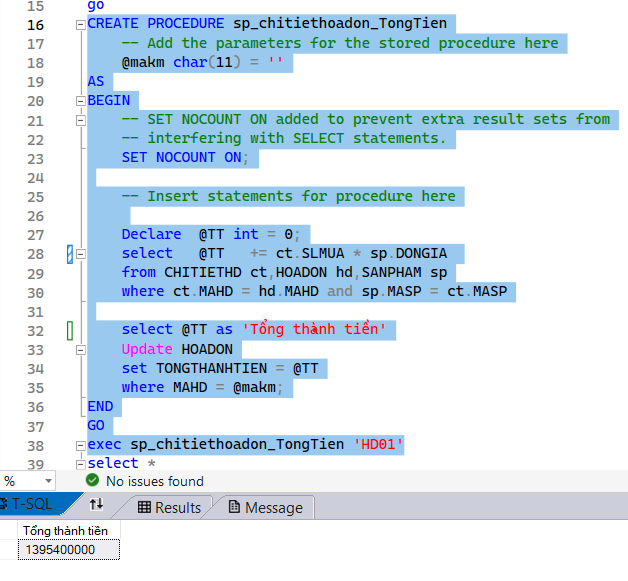 15 go
16 CREATE PROCEDURE sp_chitiethoadon_TongTien
17 -- Add the parameters for the stored procedure here
18 @makm char(11) = ''
19 AS
20 BEGIN
21 -- SET NOCOUNT ON added to prevent extra result sets from
22 -- interfering with SELECT statements.
23 SET NOCOUNT ON;
24
25 -- Insert statements for procedure here
26
27 Declare @TT int = 0;
28 select @TT += ct.SLMUA * sp.DONGIA
29 from CHITIETHD ct,HOADON hd,SANPHAM sp
30 where ct.MAHD = hd.MAHD and sp.MASP = ct.MASP
31
32 select @TT as 'Tổng thành tiền'
33 Update HOADON
34 set TONGTHANHTIEN = @TT
35 where MAHD = @makm;
36 END
37 GO
38 exec sp_chitiethoadon_TongTien 'HD01'
39 select *
% No issues found
T-SQL Results Message
Tổng thành tiền
1395400000